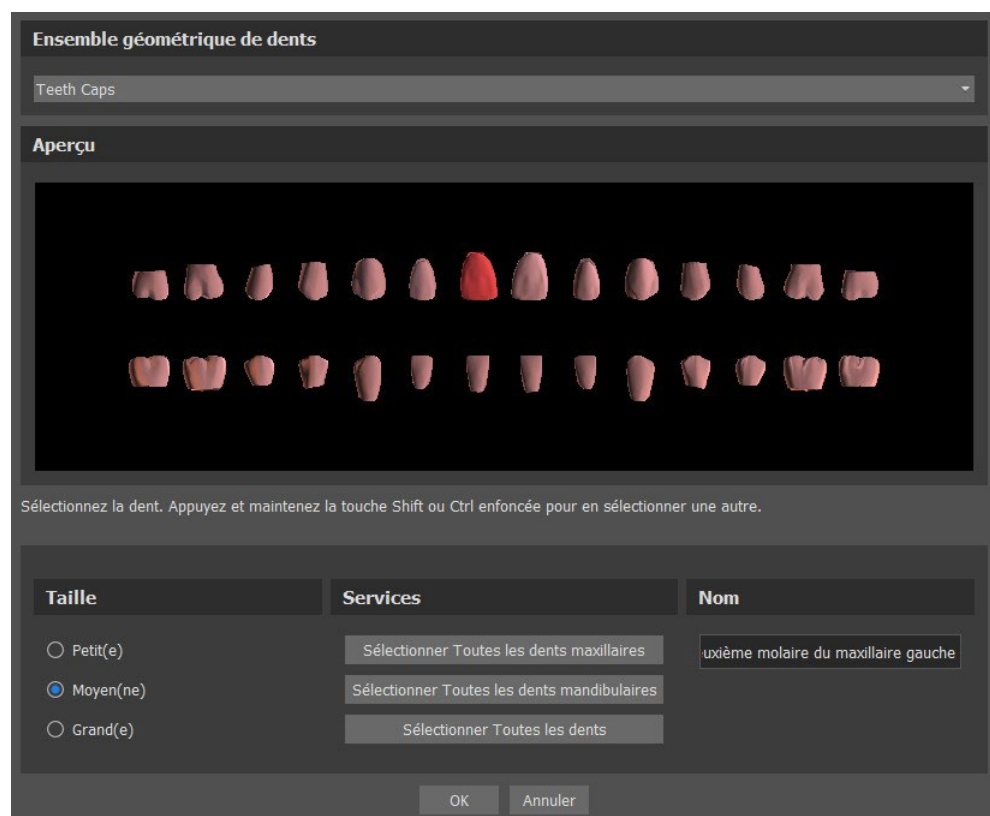 Ensemble géométrique de dents
Teeth Caps
Aperçu
Sélectionnez la dent. Appuyez et maintenez la touche Shift ou Ctrl enfoncée pour en sélectionner une autre.
Taille
Services
Nom
Petit(e)
Sélectionner Toutes les dents maxillaires
uxième molaire du maxillaire gauche
Moyen(ne)
Sélectionner Toutes les dents mandibulaires
Grand(e)
Sélectionner Toutes les dents
OK
Annuler